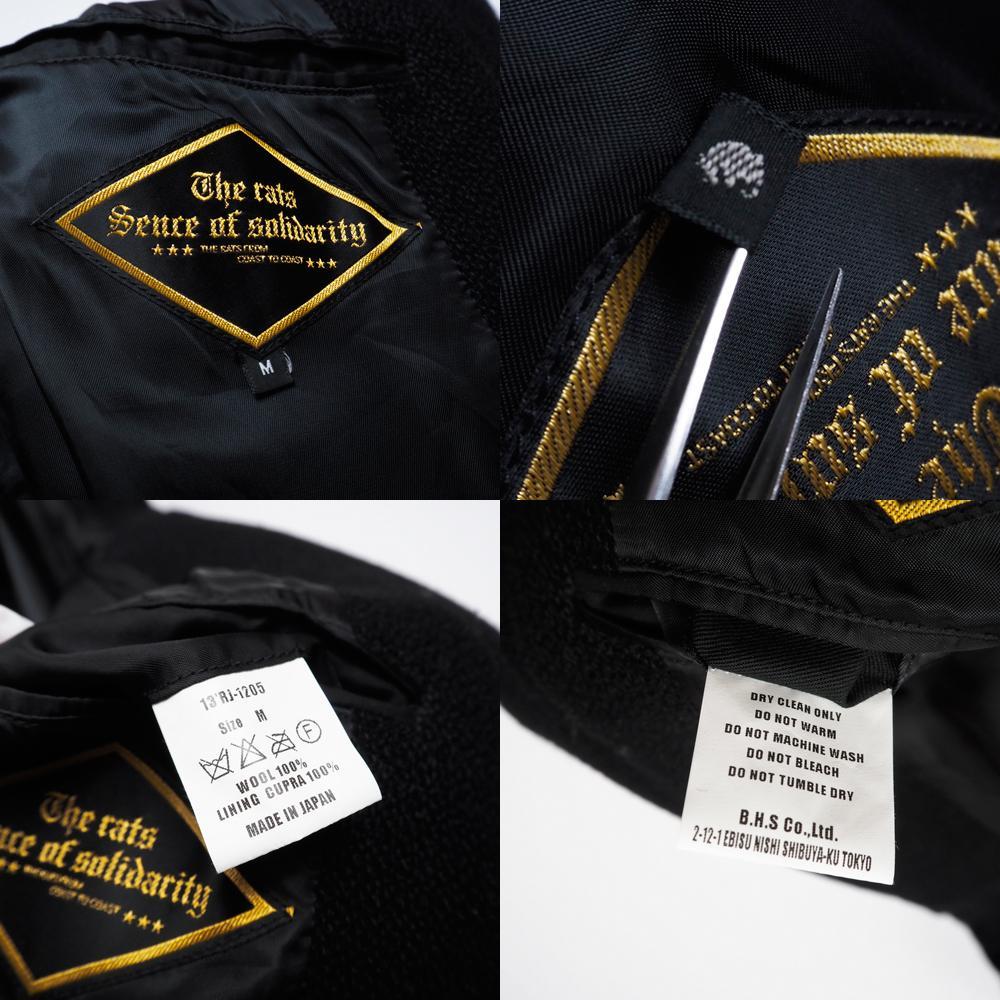 The rats
Sence of solidarity
★★★ THE RATS FROM
COAST TO COAST ★★★
M
13'RJ-1205
Size M
F
WOOL 100%
LINING CUPRA 100%
MADE IN JAPAN
The rats
nce of solidarity
COAST TO COAST ★★★
DRY CLEAN ONLY
DO NOT WARM
DO NOT MACHINE WASH
DO NOT BLEACH
DO NOT TUMBLE DRY
B.H.S Co.,Ltd.
2-12-1 EBISU NISHI SHIBUYA-KU TOKYO